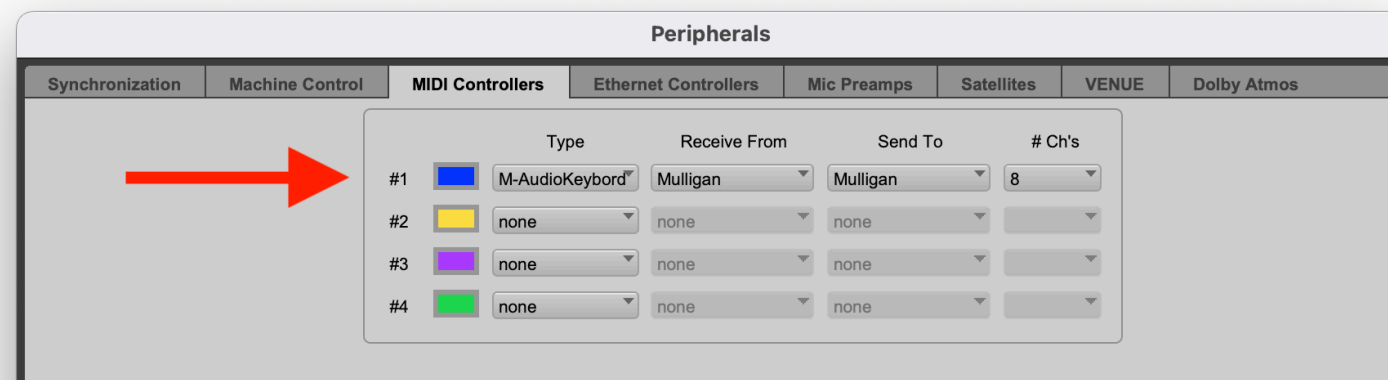 Peripherals
Synchronization Machine Control MIDI Controllers Ethernet Controllers Mic Preamps Satellites VENUE Dolby Atmos
Type Receive From Send To # Ch's
#1 M-AudioKeybord Mulligan Mulligan 8
#2 none none none
#3 none none none
#4 none none none